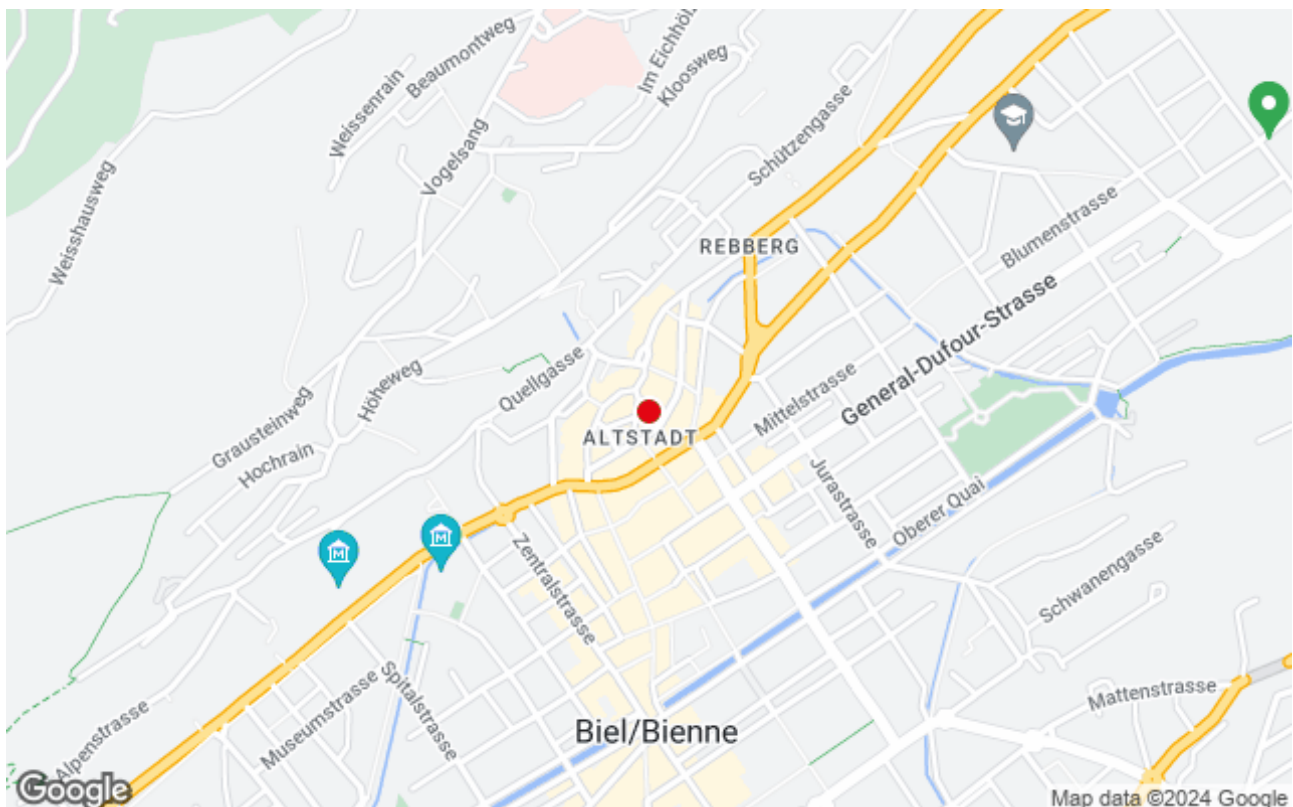 Beaumontweg
Im Eichhölz
Kloosweg
Weissenrain
Vogelsang
Schützengasse
Weisshausweg
Blumenstrasse
REBBERG
General-Dufour-Strasse
Quellgasse
Höheweg
Mittelstrasse
Grausteinweg
ALTSTADT
Hochrain
Jurastrasse
Oberer Quai
Zentralstrasse
Schwanengasse
Museumstrasse
Spitalstrasse
Mattenstrasse
Alpenstrasse
Biel/Bienne
Google
Map data ©2024 Google